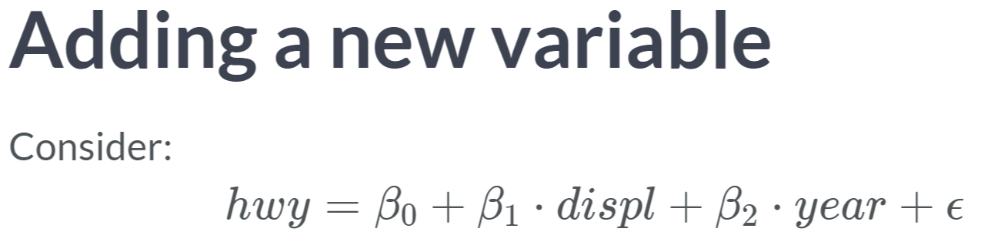 Adding a new variable
Consider:
hwy = β₀ + β₁ · displ + β₂ · year + ϵ